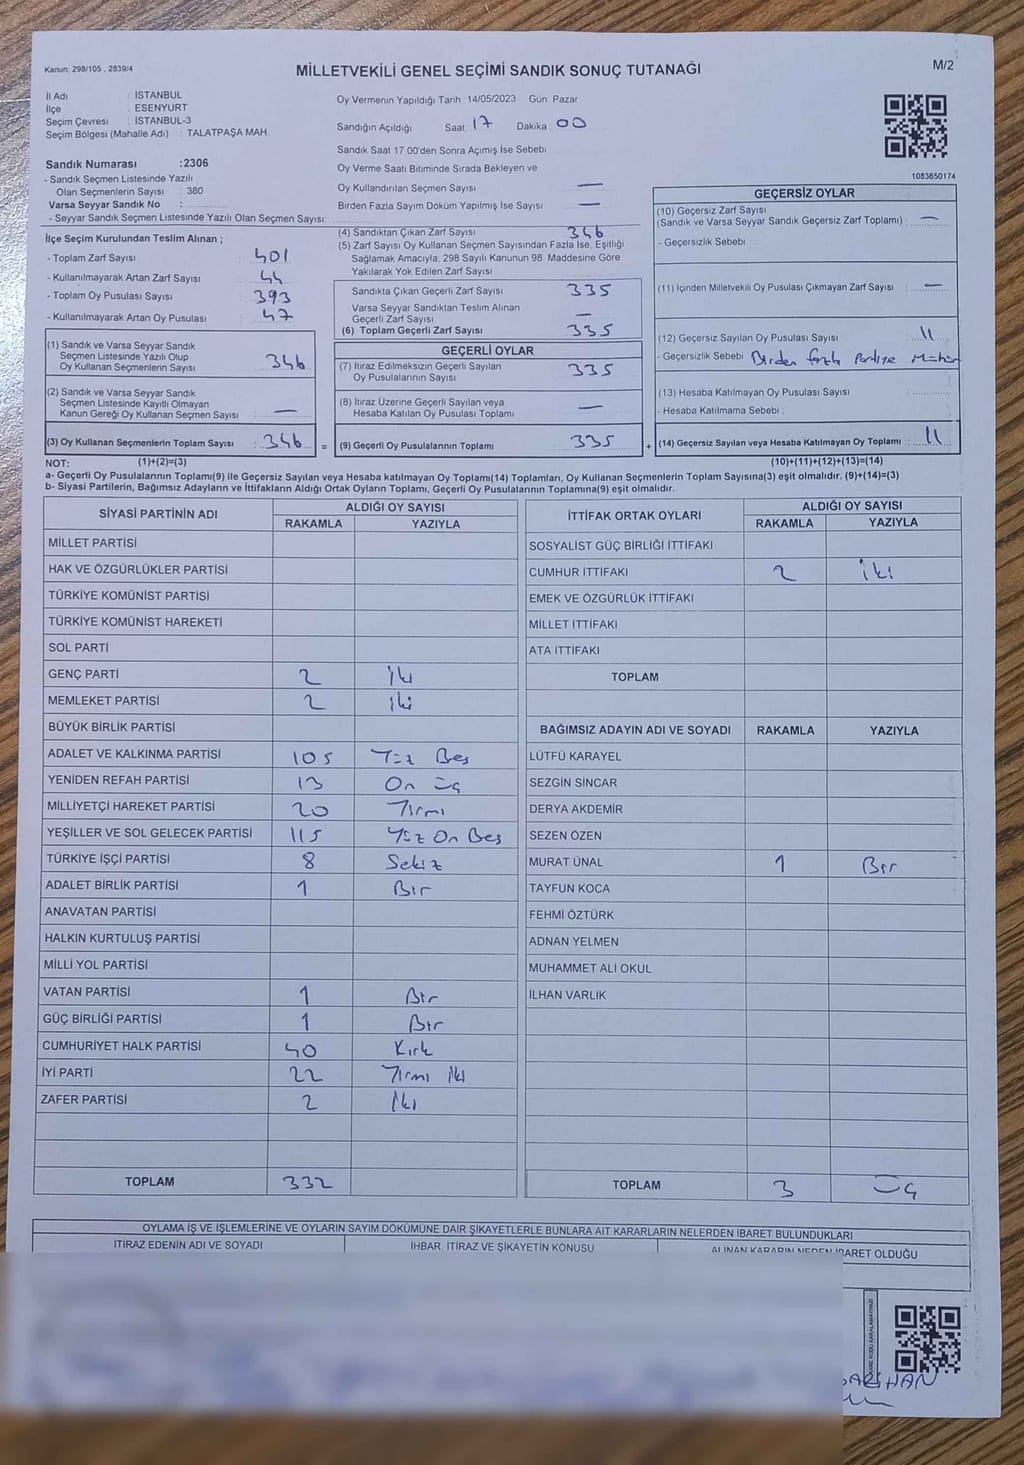 Kanun: 298/105 , 2839/4
MİLLETVEKİLİ GENEL SEÇİMİ SANDIK SONUÇ TUTANAĞI
M/2
İl Adı : İSTANBUL
İlçe : ESENYURT
Seçim Çevresi : İSTANBUL-3
Seçim Bölgesi (Mahalle Adı) : TALATPAŞA MAH.
Oy Vermenin Yapıldığı Tarih 14/05/2023 Gün Pazar
Sandığın Açıldığı Saat 17 Dakika 00
Sandık Saat 17:00'den Sonra Açımış İse Sebebi
Oy Verme Saati Bitiminde Sırada Bekleyen ve
Oy Kullandırılan Seçmen Sayısı —
Birden Fazla Sayım Döküm Yapılmış İse Sayısı —
Sandık Numarası :2306
- Sandık Seçmen Listesinde Yazılı
Olan Seçmenlerin Sayısı : 380
Varsa Seyyar Sandık No :
- Seyyar Sandık Seçmen Listesinde Yazılı Olan Seçmen Sayısı:
1083650174
İlçe Seçim Kurulundan Teslim Alınan ;
- Toplam Zarf Sayısı : 401
- Kullanılmayarak Artan Zarf Sayısı : 44
- Toplam Oy Pusulası Sayısı : 393
- Kullanılmayarak Artan Oy Pusulası : 47
(1) Sandık ve Varsa Seyyar Sandık
Seçmen Listesinde Yazılı Olup
Oy Kullanan Seçmenlerin Sayısı : 346
(2) Sandık ve Varsa Seyyar Sandık
Seçmen Listesinde Kayıtlı Olmayan
Kanun Gereği Oy Kullanan Seçmen Sayısı : —
(3) Oy Kullanan Seçmenlerin Toplam Sayısı : 346
(1)+(2)=(3)
(4) Sandıktan Çıkan Zarf Sayısı 346
(5) Zarf Sayısı Oy Kullanan Seçmen Sayısından Fazla İse, Eşitliği
Sağlamak Amacıyla, 298 Sayılı Kanunun 98. Maddesine Göre
Yakılarak Yok Edilen Zarf Sayısı
Sandıkta Çıkan Geçerli Zarf Sayısı 335
Varsa Seyyar Sandıktan Teslim Alınan
Geçerli Zarf Sayısı —
(6) Toplam Geçerli Zarf Sayısı 335
GEÇERLİ OYLAR
(7) İtiraz Edilmeksizin Geçerli Sayılan
Oy Pusulalarının Sayısı 335
(8) İtiraz Üzerine Geçerli Sayılan veya
Hesaba Katılan Oy Pusulası Toplamı —
= (9) Geçerli Oy Pusulalarının Toplamı 335
GEÇERSİZ OYLAR
(10) Geçersiz Zarf Sayısı
(Sandık ve Varsa Seyyar Sandık Geçersiz Zarf Toplamı) : —
- Geçersizlik Sebebi :
(11) İçinden Milletvekili Oy Pusulası Çıkmayan Zarf Sayısı : —
(12) Geçersiz Sayılan Oy Pusulası Sayısı : 11
- Geçersizlik Sebebi : Birden fazla Partiye Mühür
(13) Hesaba Katılmayan Oy Pusulası Sayısı :
- Hesaba Katılmama Sebebi :
+ (14) Geçersiz Sayılan veya Hesaba Katılmayan Oy Toplamı : 11
(10)+(11)+(12)+(13)=(14)
NOT:
a- Geçerli Oy Pusulalarının Toplamı(9) ile Geçersiz Sayılan veya Hesaba katılmayan Oy Toplamı(14) Toplamları, Oy Kullanan Seçmenlerin Toplam Sayısına(3) eşit olmalıdır. (9)+(14)=(3)
b- Siyasi Partilerin, Bağımsız Adayların ve İttifakların Aldığı Ortak Oyların Toplamı, Geçerli Oy Pusulalarının Toplamına(9) eşit olmalıdır.
SİYASİ PARTİNİN ADI
ALDIĞI OY SAYISI
RAKAMLA YAZIYLA
MİLLET PARTİSİ
HAK VE ÖZGÜRLÜKLER PARTİSİ
TÜRKİYE KOMÜNİST PARTİSİ
TÜRKİYE KOMÜNİST HAREKETİ
SOL PARTİ
GENÇ PARTİ 2 İki
MEMLEKET PARTİSİ 2 iki
BÜYÜK BİRLİK PARTİSİ
ADALET VE KALKINMA PARTİSİ 105 Yüz Beş
YENİDEN REFAH PARTİSİ 13 On üç
MİLLİYETÇİ HAREKET PARTİSİ 20 Yirmi
YEŞİLLER VE SOL GELECEK PARTİSİ 115 Yüz On Beş
TÜRKİYE İŞÇİ PARTİSİ 8 Sekiz
ADALET BİRLİK PARTİSİ 1 Bir
ANAVATAN PARTİSİ
HALKIN KURTULUŞ PARTİSİ
MİLLİ YOL PARTİSİ
VATAN PARTİSİ 1 Bir
GÜÇ BİRLİĞİ PARTİSİ 1 Bir
CUMHURİYET HALK PARTİSİ 40 Kırk
İYİ PARTİ 22 Yirmi iki
ZAFER PARTİSİ 2 İki
TOPLAM 332
İTTİFAK ORTAK OYLARI
ALDIĞI OY SAYISI
RAKAMLA YAZIYLA
SOSYALİST GÜÇ BİRLİĞİ İTTİFAKI
CUMHUR İTTİFAKI 2 iki
EMEK VE ÖZGÜRLÜK İTTİFAKI
MİLLET İTTİFAKI
ATA İTTİFAKI
TOPLAM
BAĞIMSIZ ADAYIN ADI VE SOYADI RAKAMLA YAZIYLA
LÜTFÜ KARAYEL
SEZGİN SİNCAR
DERYA AKDEMİR
SEZEN ÖZEN
MURAT ÜNAL 1 Bir
TAYFUN KOCA
FEHMİ ÖZTÜRK
ADNAN YELMEN
MUHAMMET ALİ OKUL
İLHAN VARLIK
TOPLAM 3 üç
OYLAMA İŞ VE İŞLEMLERİNE VE OYLARIN SAYIM DÖKÜMÜNE DAİR ŞİKAYETLERLE BUNLARA AİT KARARLARIN NELERDEN İBARET BULUNDUKLARI
İTİRAZ EDENİN ADI VE SOYADI
İHBAR, İTİRAZ VE ŞİKAYETİN KONUSU
ALINAN KARARIN NEDEN İBARET OLDUĞU